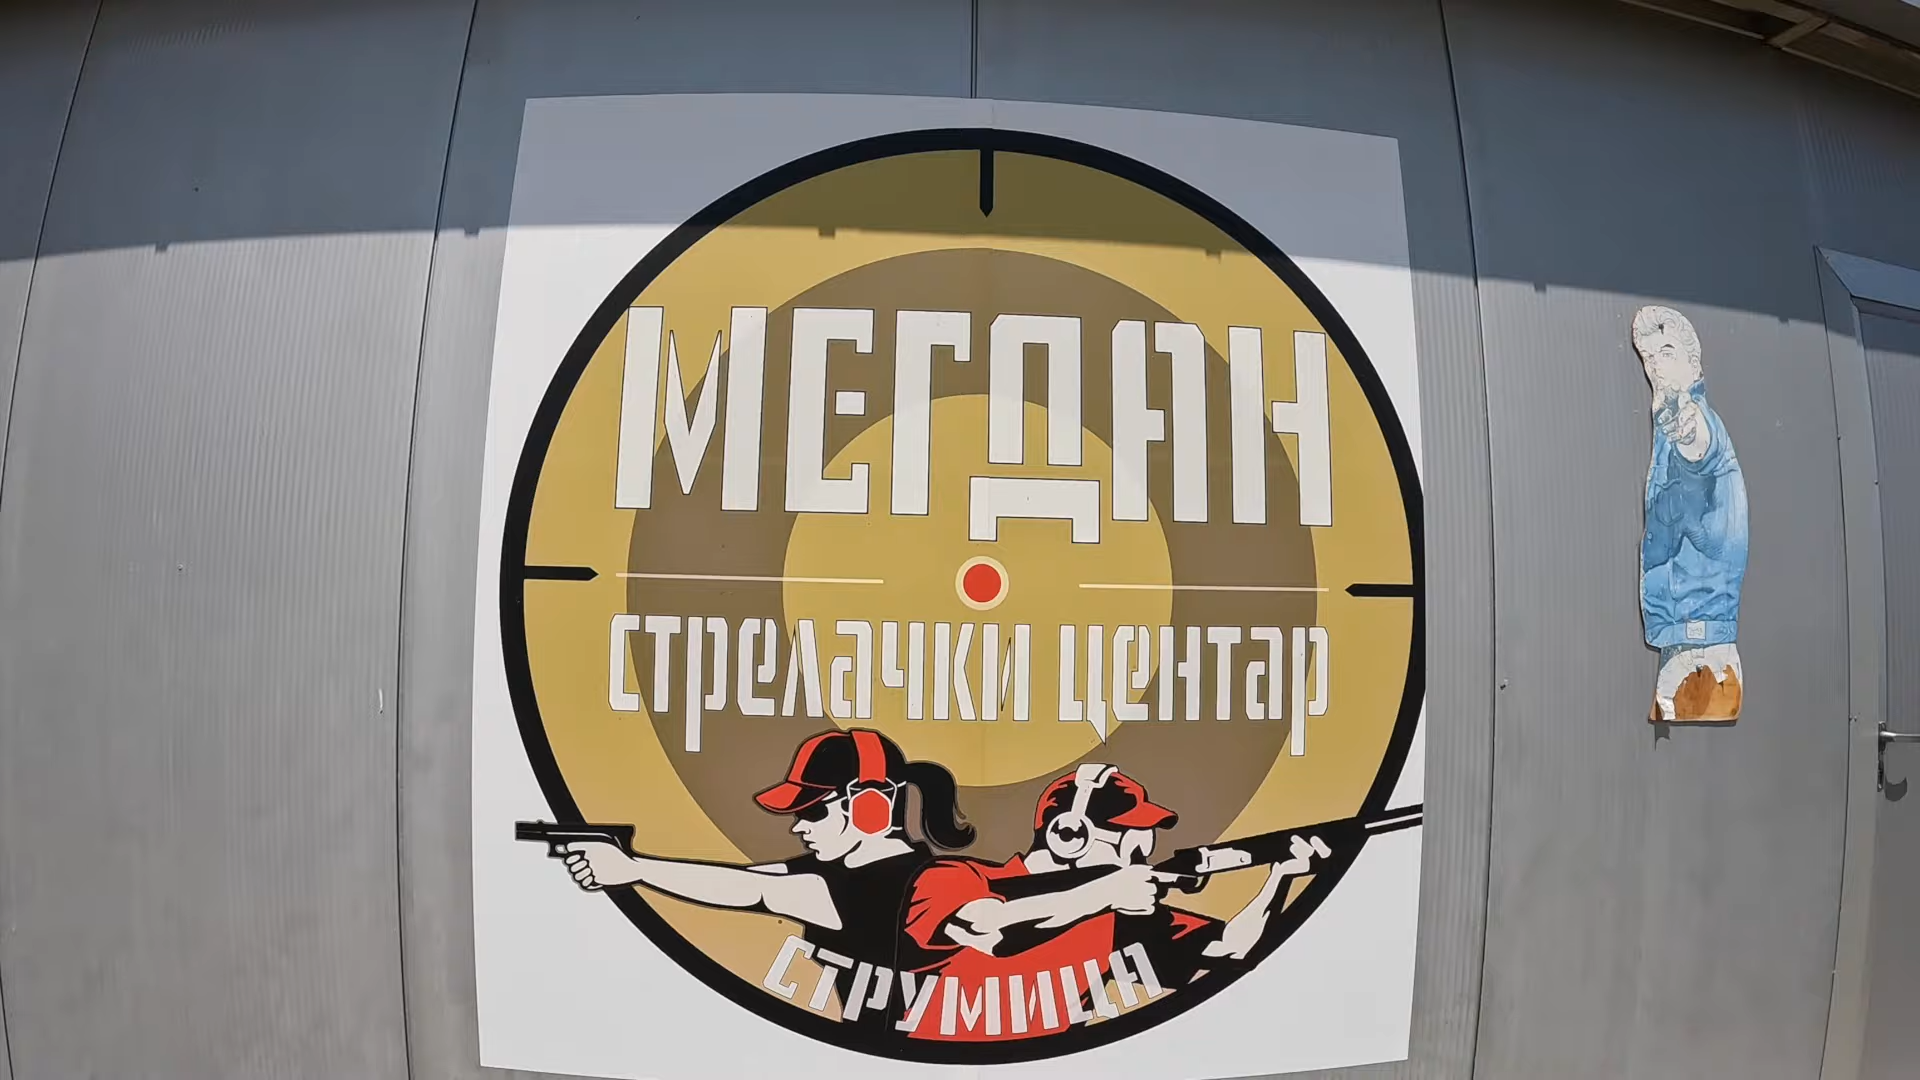 МЕГДАН
стрелачки центар
СТРУМИЦА